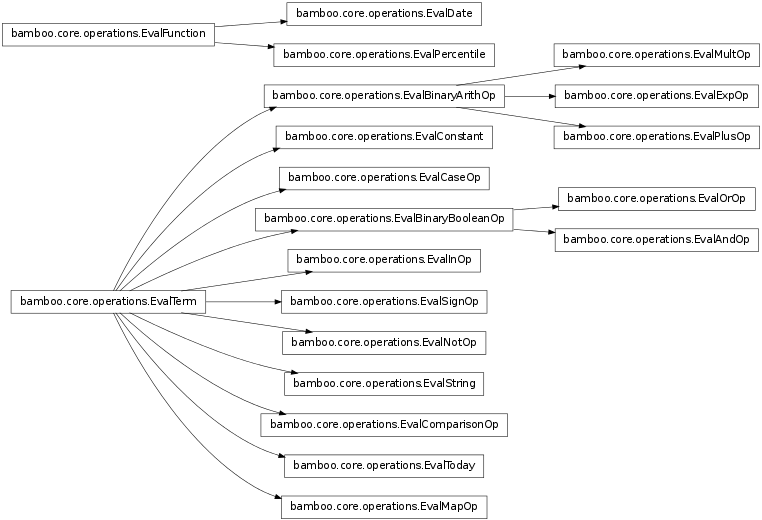 bamboo.core.operations.EvalFunction
bamboo.core.operations.EvalDate
bamboo.core.operations.EvalPercentile
bamboo.core.operations.EvalTerm
bamboo.core.operations.EvalBinaryArithOp
bamboo.core.operations.EvalMultOp
bamboo.core.operations.EvalExpOp
bamboo.core.operations.EvalPlusOp
bamboo.core.operations.EvalConstant
bamboo.core.operations.EvalCaseOp
bamboo.core.operations.EvalBinaryBooleanOp
bamboo.core.operations.EvalOrOp
bamboo.core.operations.EvalAndOp
bamboo.core.operations.EvalInOp
bamboo.core.operations.EvalSignOp
bamboo.core.operations.EvalNotOp
bamboo.core.operations.EvalString
bamboo.core.operations.EvalComparisonOp
bamboo.core.operations.EvalToday
bamboo.core.operations.EvalMapOp